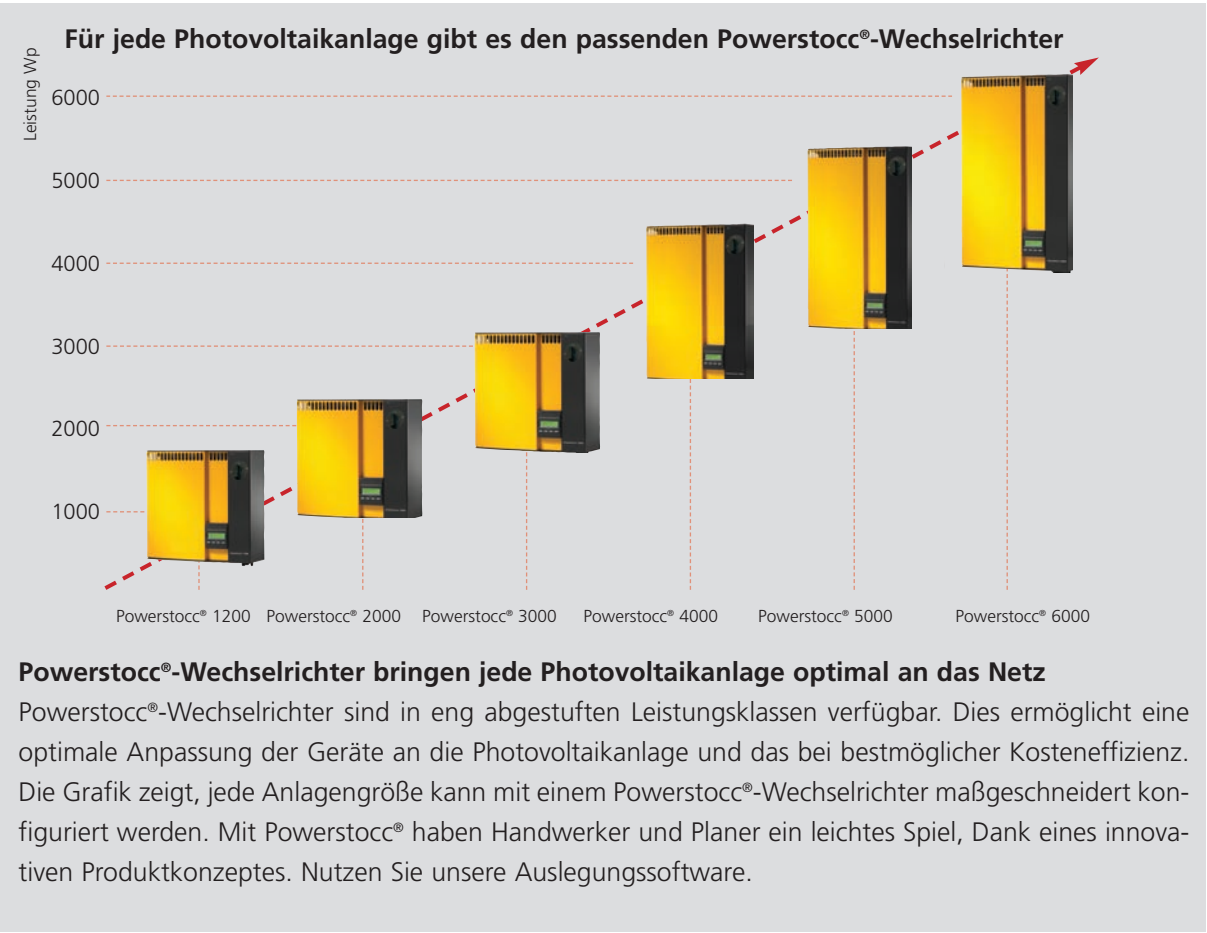 Für jede Photovoltaikanlage gibt es den passenden Powerstocc®-Wechselrichter
Leistung Wp
6000
5000
4000
3000
2000
1000
Powerstocc® 1200 Powerstocc® 2000 Powerstocc® 3000 Powerstocc® 4000 Powerstocc® 5000 Powerstocc® 6000
Powerstocc®-Wechselrichter bringen jede Photovoltaikanlage optimal an das Netz
Powerstocc®-Wechselrichter sind in eng abgestuften Leistungsklassen verfügbar. Dies ermöglicht eine
optimale Anpassung der Geräte an die Photovoltaikanlage und das bei bestmöglicher Kosteneffizienz.
Die Grafik zeigt, jede Anlagengröße kann mit einem Powerstocc®-Wechselrichter maßgeschneidert kon-
figuriert werden. Mit Powerstocc® haben Handwerker und Planer ein leichtes Spiel, Dank eines innova-
tiven Produktkonzeptes. Nutzen Sie unsere Auslegungssoftware.